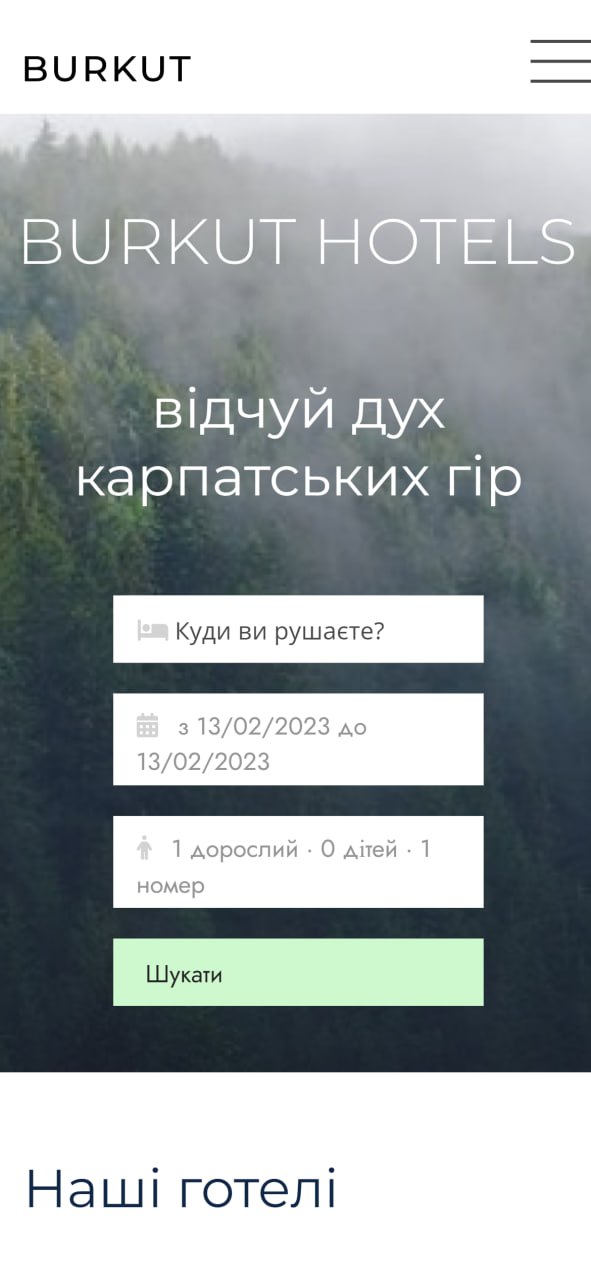 BURKUT
BURKUT HOTELS
відчуй дух
карпатських гір
Куди ви рушаєте?
з 13/02/2023 до
13/02/2023
1 дорослий · 0 дітей · 1
номер
Шукати
Наші готелі